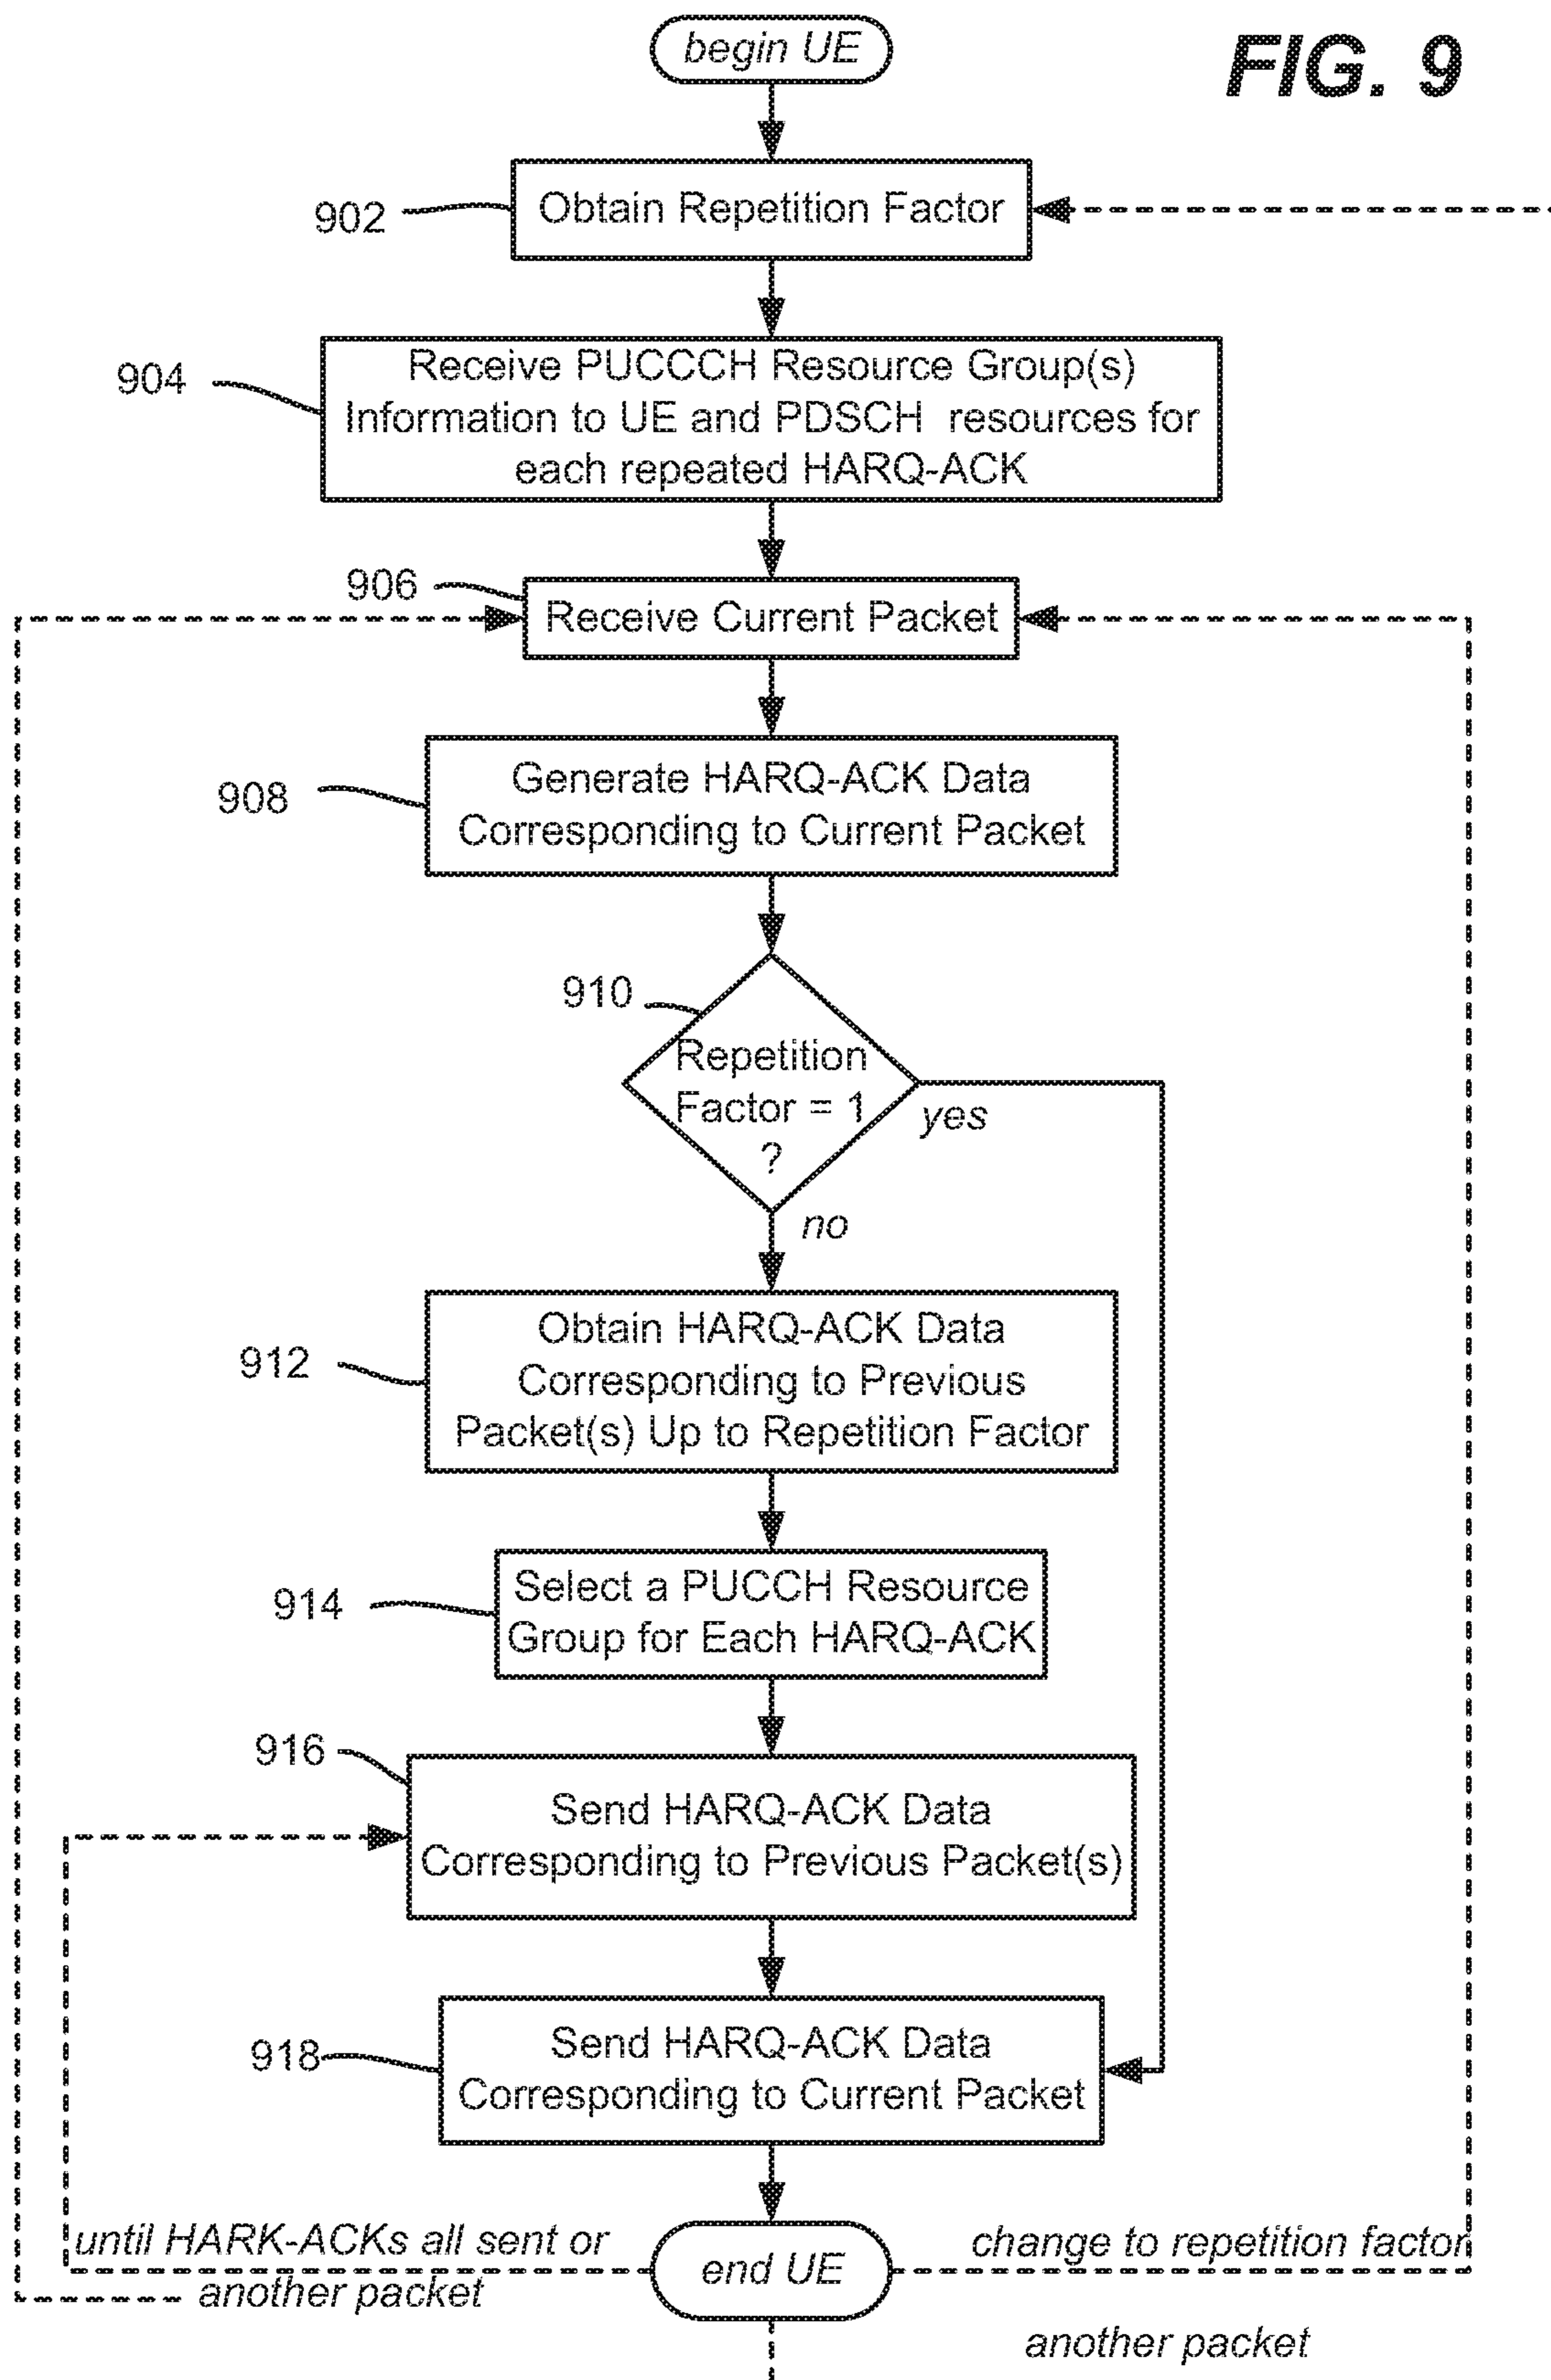 begin UE
FIG. 9
902
Obtain Repetition Factor
904
Receive PUCCCH Resource Group(s)
Information to UE and PDSCH resources for
each repeated HARQ-ACK
906
Receive Current Packet
908
Generate HARQ-ACK Data
Corresponding to Current Packet
910
Repetition
Factor = 1
?
yes
no
912
Obtain HARQ-ACK Data
Corresponding to Previous
Packet(s) Up to Repetition Factor
914
Select a PUCCH Resource
Group for Each HARQ-ACK
916
Send HARQ-ACK Data
Corresponding to Previous Packet(s)
918
Send HARQ-ACK Data
Corresponding to Current Packet
until HARK-ACKs all sent or
another packet
end UE
change to repetition factor
another packet